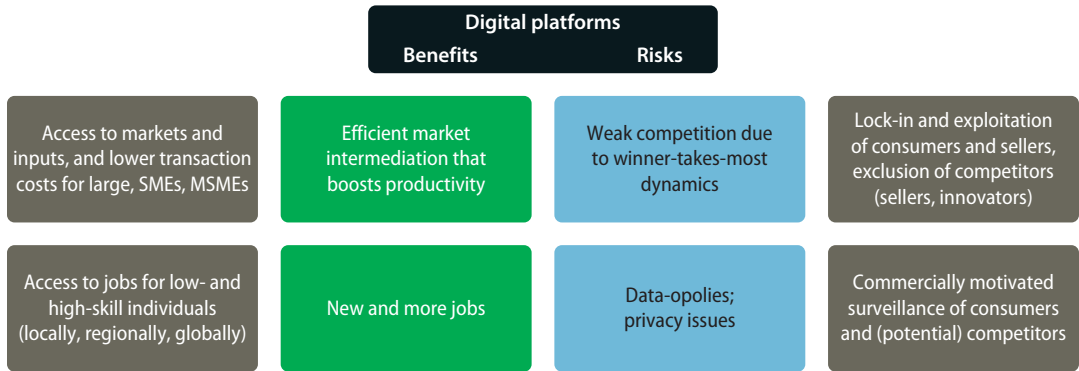 Digital platforms
Benefits Risks
Access to markets and
inputs, and lower transaction
costs for large, SMEs, MSMEs
Efficient market
intermediation that
boosts productivity
Weak competition due
to winner-takes-most
dynamics
Lock-in and exploitation
of consumers and sellers,
exclusion of competitors
(sellers, innovators)
Access to jobs for low- and
high-skill individuals
(locally, regionally, globally)
New and more jobs
Data-opolies;
privacy issues
Commercially motivated
surveillance of consumers
and (potential) competitors